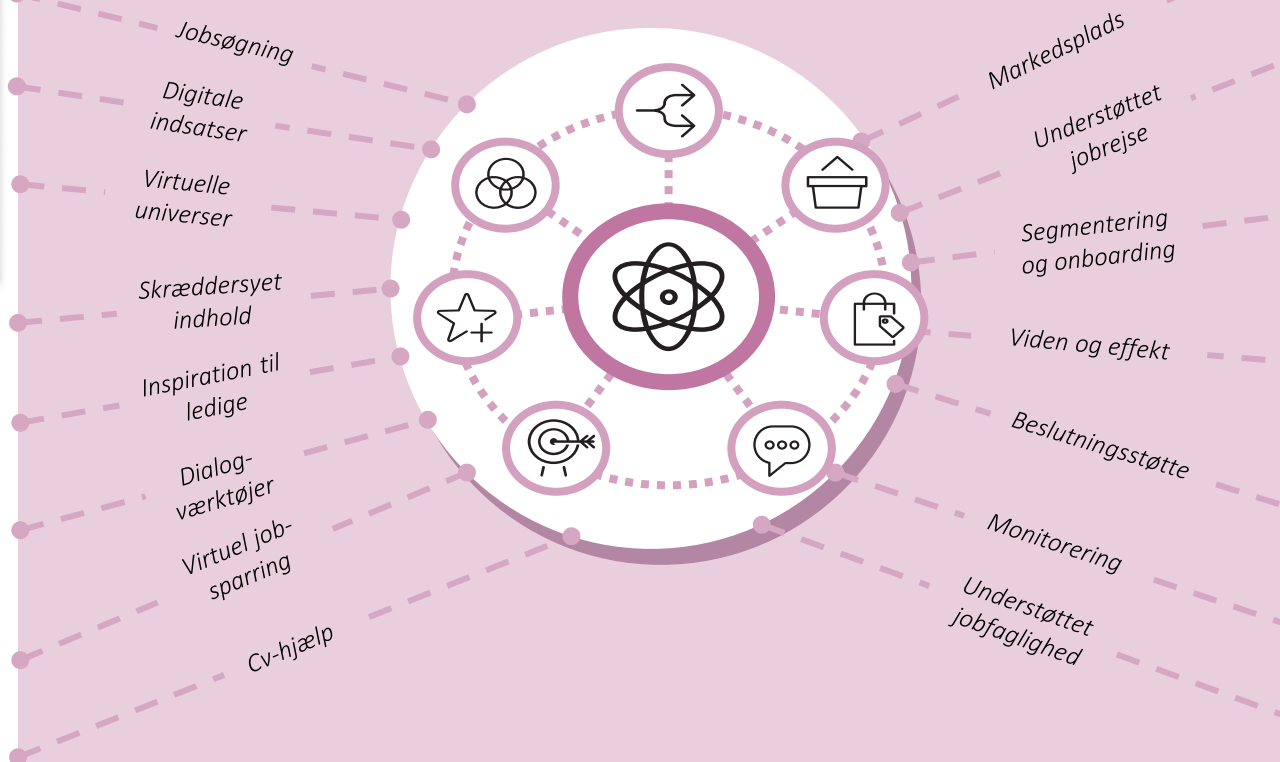 Jobsøgning
Digitale
indsatser
Virtuelle
universer
Skræddersyet
indhold
Inspiration til
ledige
Dialog-
værktøjer
Virtuel job-
sparring
Cv-hjælp
Markedsplads
Understøttet
jobrejse
Segmentering
og onboarding
Viden og effekt
Beslutningsstøtte
Monitorering
Understøttet
jobfaglighed